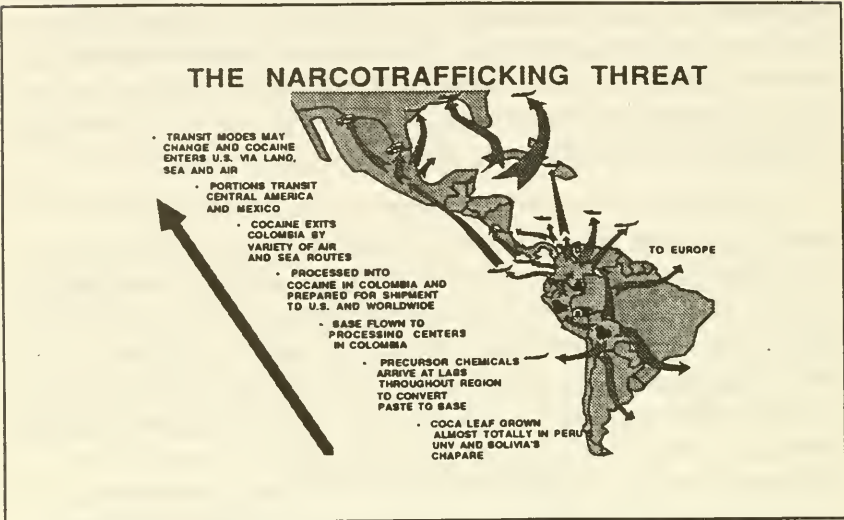 THE NARCOTRAFFICKING THREAT
• TRANSIT MODES MAY
CHANGE AND COCAINE
ENTERS U.S. VIA LAND,
SEA AND AIR
• PORTIONS TRANSIT
CENTRAL AMERICA
AND MEXICO
• COCAINE EXITS
COLOMBIA BY
VARIETY OF AIR
AND SEA ROUTES
• PROCESSED INTO
COCAINE IN COLOMBIA AND
PREPARED FOR SHIPMENT
TO U.S. AND WORLDWIDE
• BASE FLOWN TO
PROCESSING CENTERS
IN COLOMBIA
• PRECURSOR CHEMICALS
ARRIVE AT LABS
THROUGHOUT REGION
TO CONVERT
PASTE TO BASE
• COCA LEAF GROWN
ALMOST TOTALLY IN PERU
UNV AND BOLIVIA'S
CHAPARE
TO EUROPE